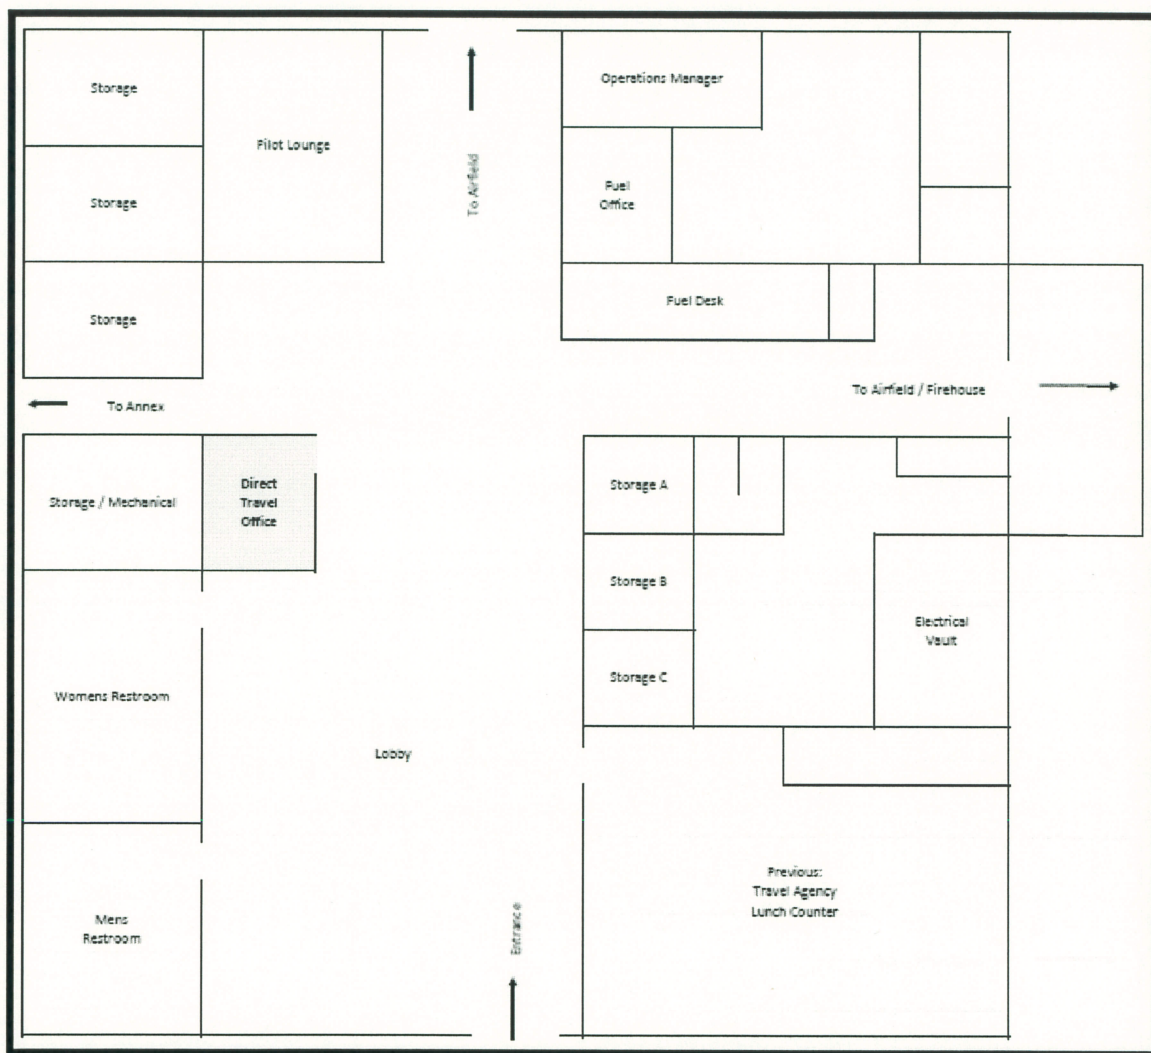 Storage
Pilot Lounge
To Airfield
Operations Manager
Storage
Fuel
Office
Storage
Fuel Desk
To Airfield / Firehouse
To Annex
Storage / Mechanical
Direct
Travel
Office
Storage A
Storage B
Electrical
Vault
Storage C
Womens Restroom
Lobby
Previous:
Travel Agency
Lunch Counter
Mens
Restroom
Entrance